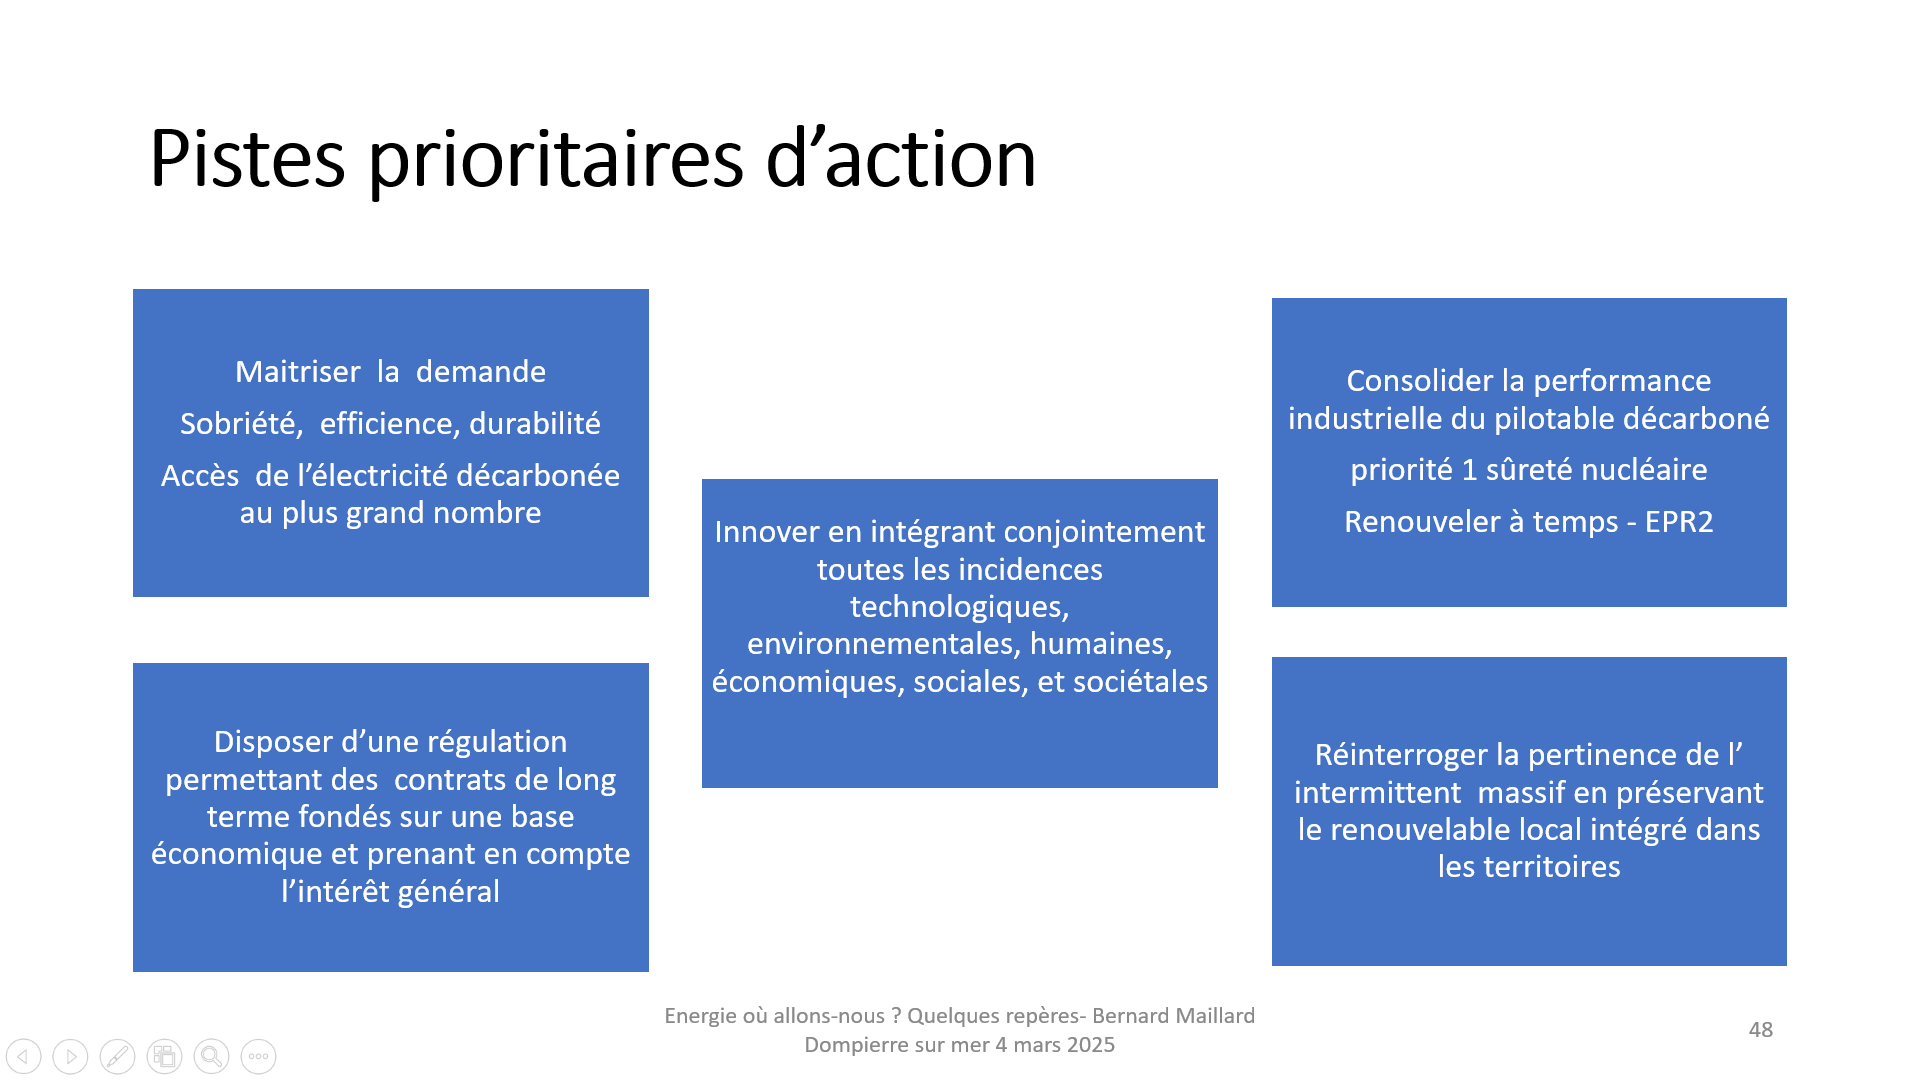 Pistes prioritaires d’action
Maitriser la demande
Sobriété, efficience, durabilité
Accès de l’électricité décarbonée
au plus grand nombre
Disposer d’une régulation
permettant des contrats de long
terme fondés sur une base
économique et prenant en compte
l’intérêt général
Innover en intégrant conjointement
toutes les incidences
technologiques,
environnementales, humaines,
économiques, sociales, et sociétales
Consolider la performance
industrielle du pilotable décarboné
priorité 1 sûreté nucléaire
Renouveler à temps - EPR2
Réinterroger la pertinence de l’
intermittent massif en préservant
le renouvelable local intégré dans
les territoires
Energie où allons-nous ? Quelques repères- Bernard Maillard
Dompierre sur mer 4 mars 2025
48